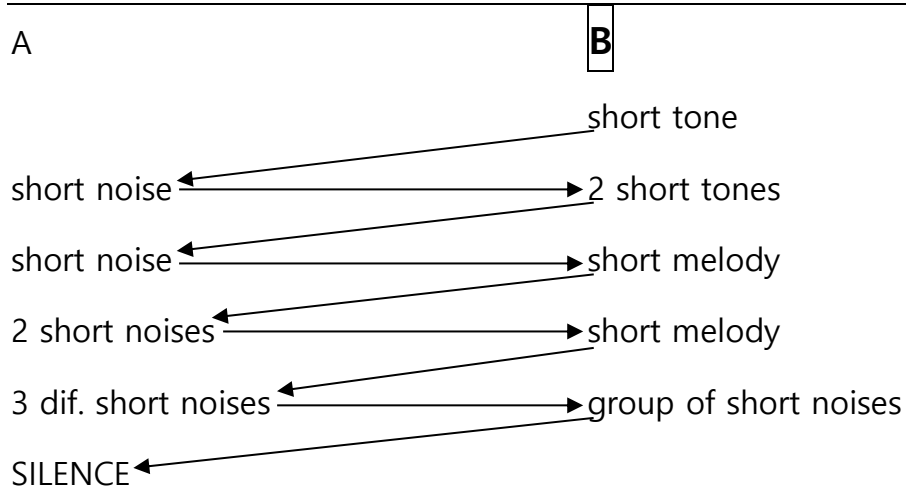 A B
short tone
short noise 2 short tones
short noise short melody
2 short noises short melody
3 dif. short noises group of short noises
SILENCE